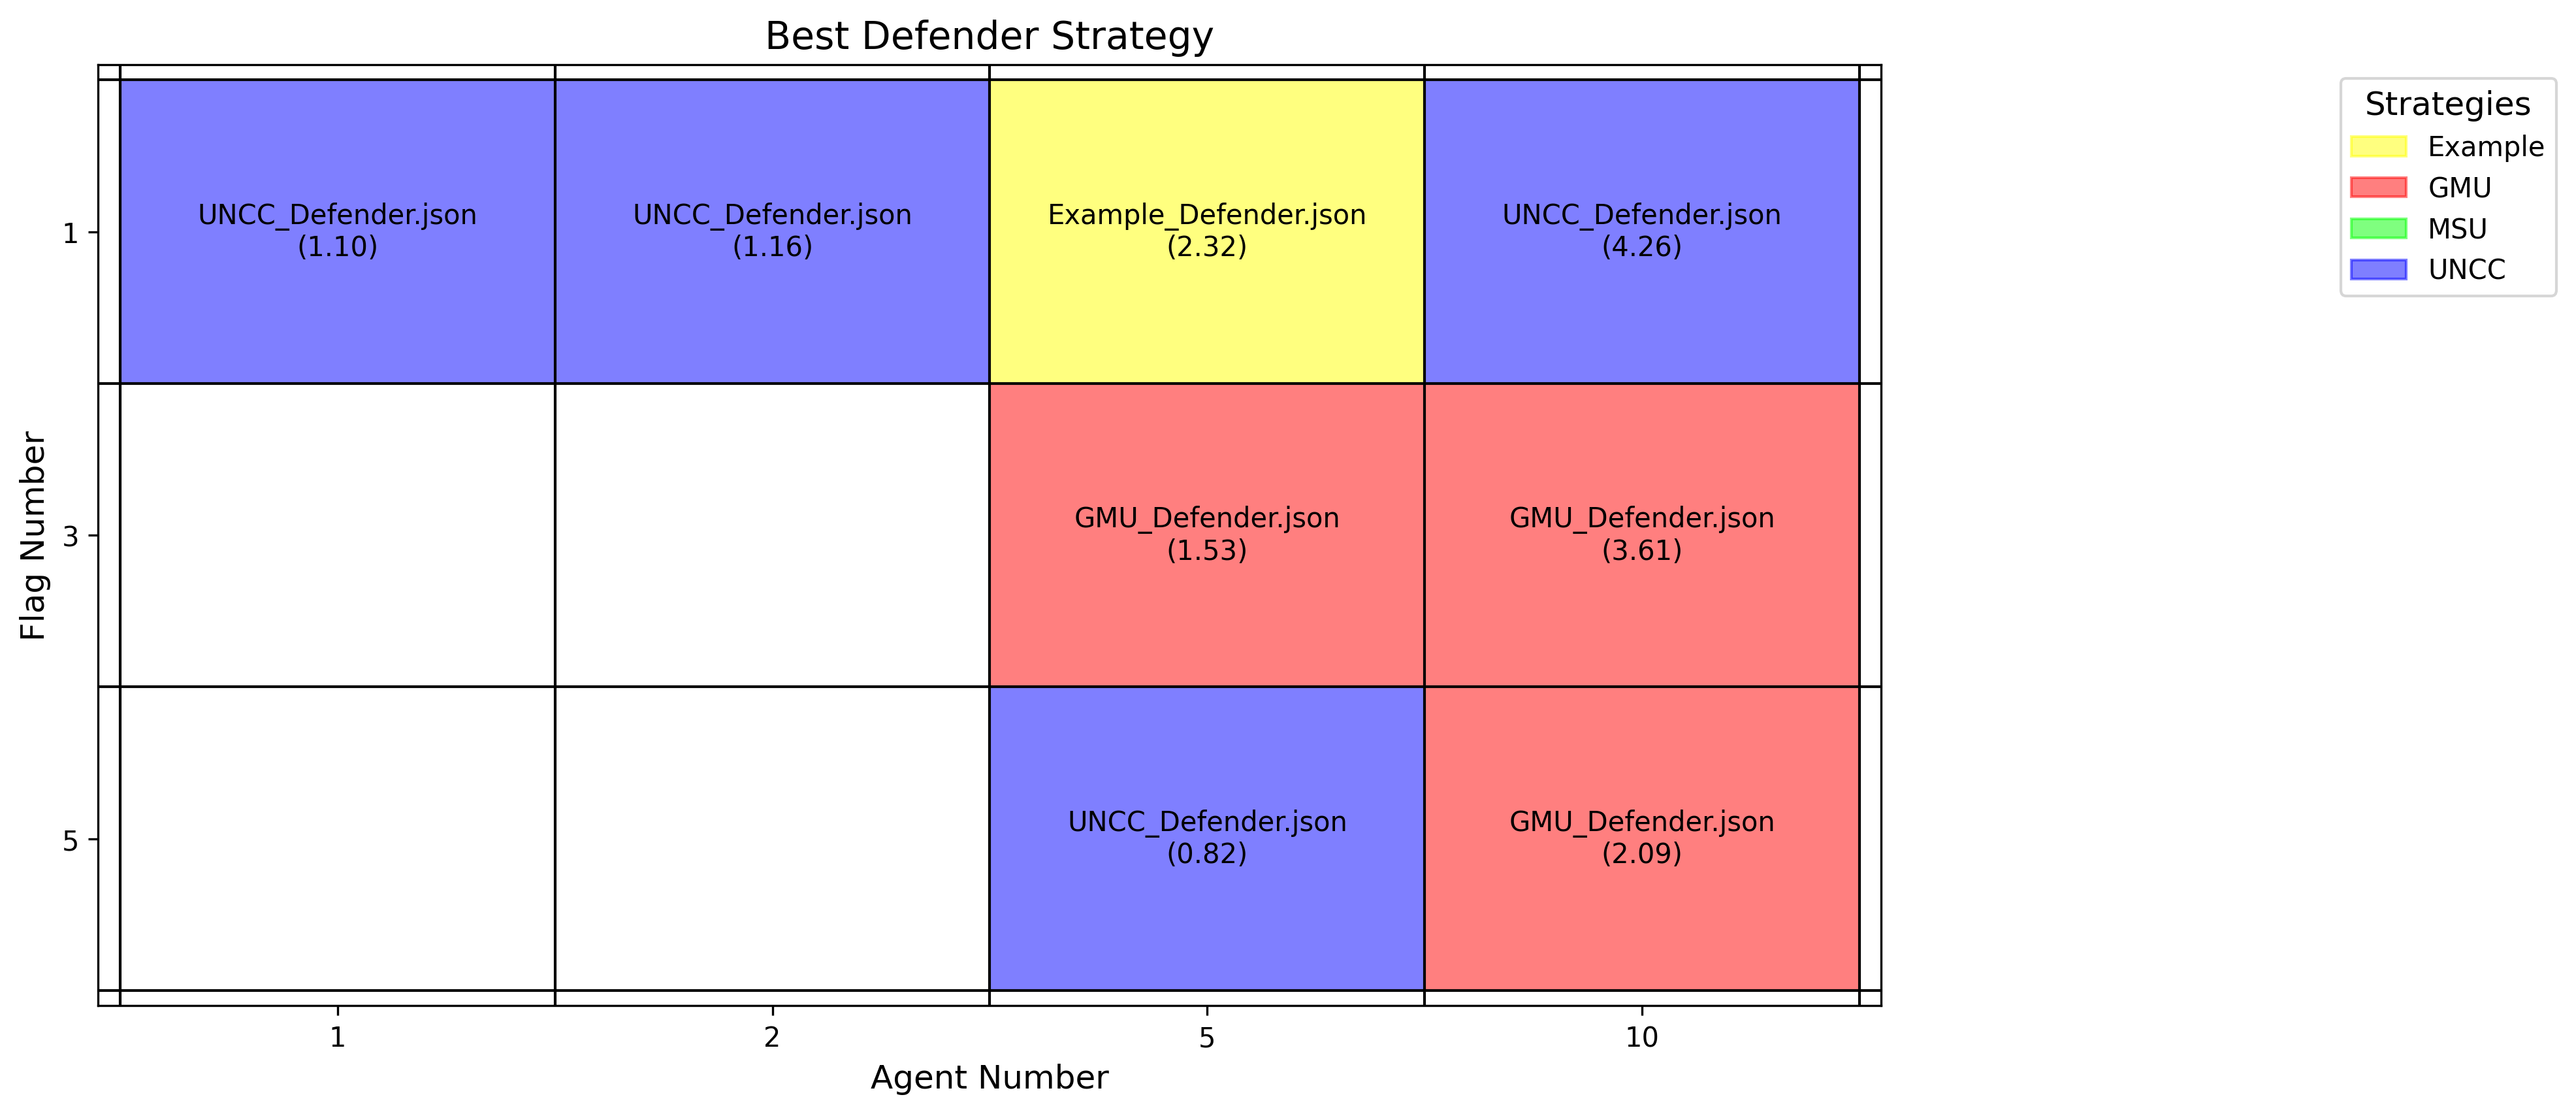 Best Defender Strategy
Strategies
Example
GMU
MSU
UNCC
Flag Number
1
3
5
UNCC_Defender.json
(1.10)
UNCC_Defender.json
(1.16)
Example_Defender.json
(2.32)
UNCC_Defender.json
(4.26)
GMU_Defender.json
(1.53)
GMU_Defender.json
(3.61)
UNCC_Defender.json
(0.82)
GMU_Defender.json
(2.09)
1
2
5
10
Agent Number